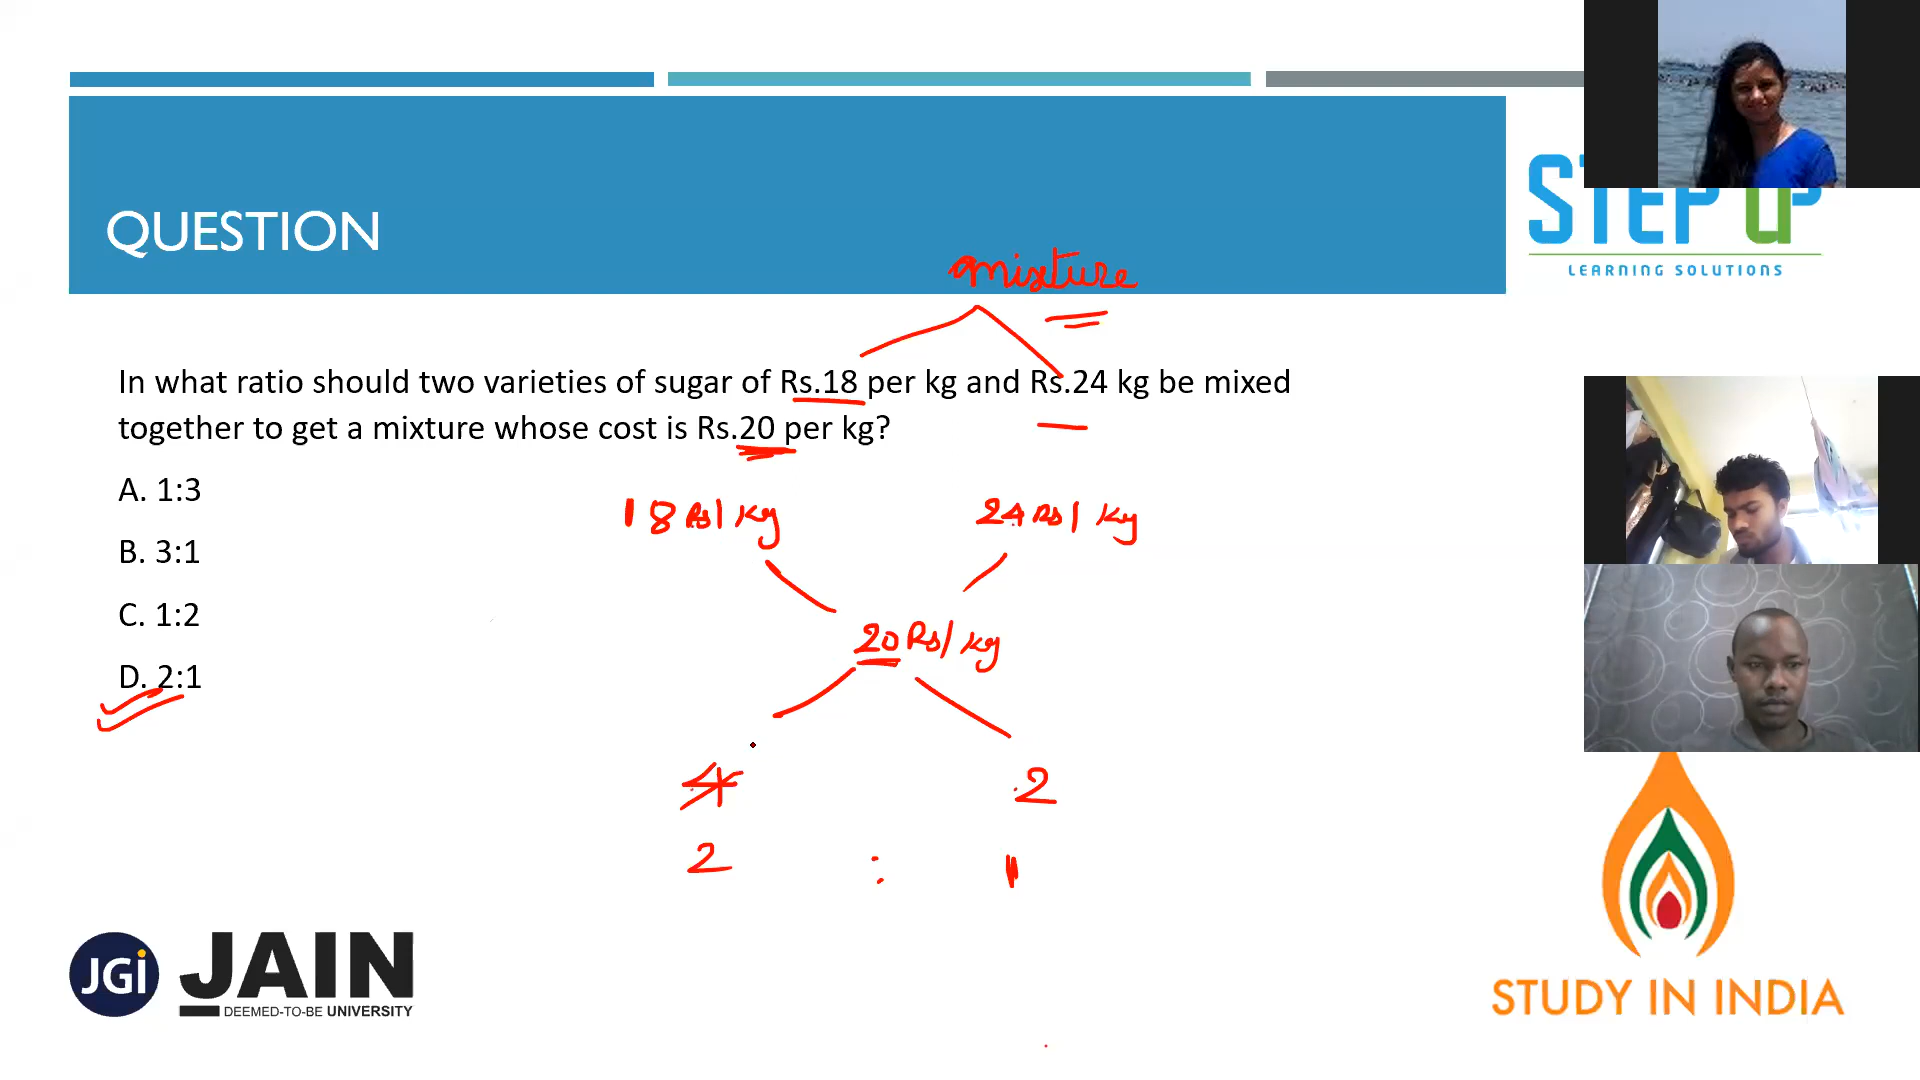 STEP UP
LEARNING SOLUTIONS
QUESTION
mixture
In what ratio should two varieties of sugar of Rs.18 per kg and Rs.24 kg be mixed
together to get a mixture whose cost is Rs.20 per kg?
A. 1:3
B. 3:1
C. 1:2
D. 2:1
18 Rs/kg 24 Rs/kg
20 Rs/kg
4 2
2 : 1
JGi JAIN
DEEMED-TO-BE UNIVERSITY
STUDY IN INDIA